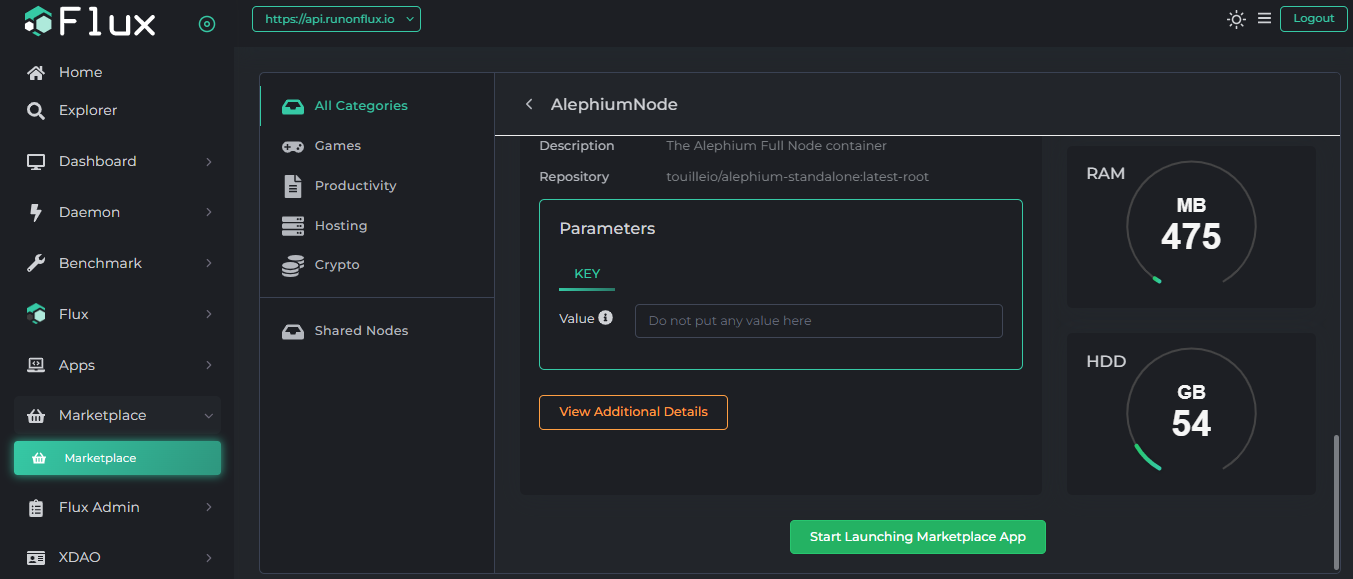 Flux
https://api.runonflux.io
Logout
Home
Explorer
Dashboard
Daemon
Benchmark
Flux
Apps
Marketplace
Marketplace
Flux Admin
XDAO
All Categories
Games
Productivity
Hosting
Crypto
Shared Nodes
AlephiumNode
Description The Alephium Full Node container
Repository touilleio/alephium-standalone:latest-root
Parameters
KEY
Value Do not put any value here
View Additional Details
RAM
MB
475
HDD
GB
54
Start Launching Marketplace App